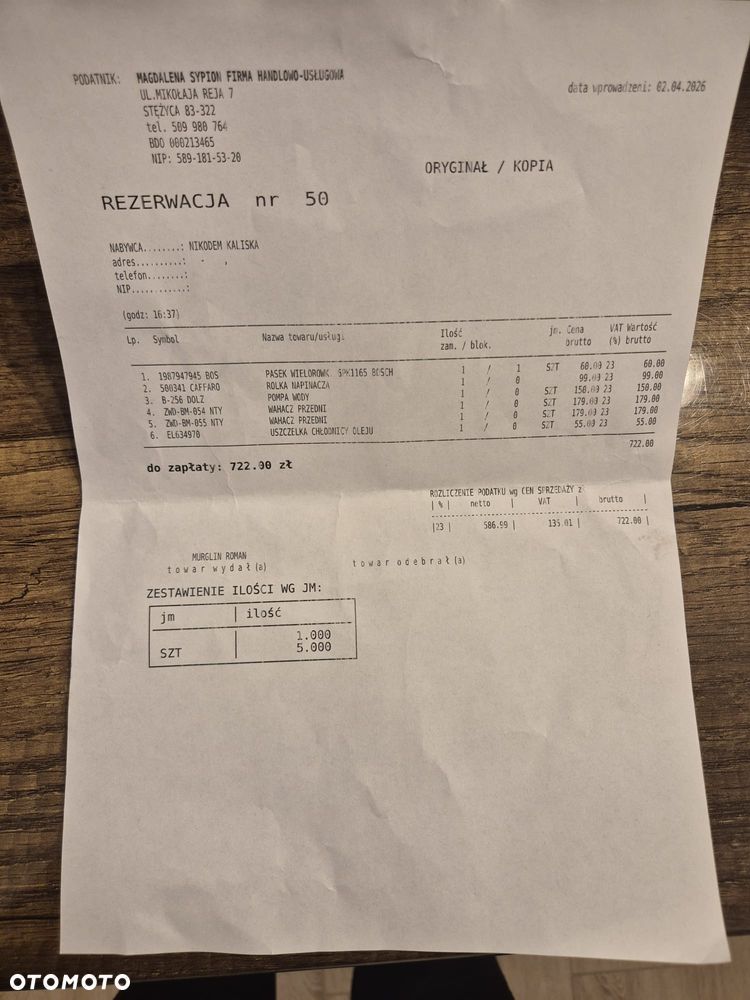 PODATNIK: MAGDALENA SYPION FIRMA HANDLOWO-USŁUGOWA
UL.MIKOŁAJA REJA 7
STĘŻYCA 83-322
tel. 509 980 764
BDO 000213465
NIP: 589-181-53-20
data wprowadzeni: 02.04.2026
ORYGINAŁ / KOPIA
REZERWACJA nr 50
NABYWCA........: NIKODEM KALISKA
adres..........: - ,
telefon........:
NIP............:
(godz: 16:37)
Lp. Symbol Nazwa towaru/usługi Ilość jm. Cena VAT Wartość
zam. / blok. brutto (%) brutto
1. 1987947945 BOS PASEK WIELOROWK. 6PK1165 BOSCH 1 / 1 SZT 60.00 23 60.00
2. 500341 CAFFARO ROLKA NAPINACZA 1 / 0 99.00 23 99.00
3. B-256 DOLZ POMPA WODY 1 / 0 SZT 150.00 23 150.00
4. ZWD-BM-054 NTY WAHACZ PRZEDNI 1 / 0 SZT 179.00 23 179.00
5. ZWD-BM-055 NTY WAHACZ PRZEDNI 1 / 0 SZT 179.00 23 179.00
6. EL634970 USZCZELKA CHŁODNICY OLEJU 1 / 0 SZT 55.00 23 55.00
722.00
do zapłaty: 722.00 zł
ROZLICZENIE PODATKU wg CEN SPRZEDAŻY z
| % | netto | VAT | brutto |
|23 | 586.99 | 135.01 | 722.00 |
MURGLIN ROMAN
towar wydał(a) towar odebrał(a)
ZESTAWIENIE ILOŚCI WG JM:
jm | ilość
1.000
SZT 5.000
OTOMOTO